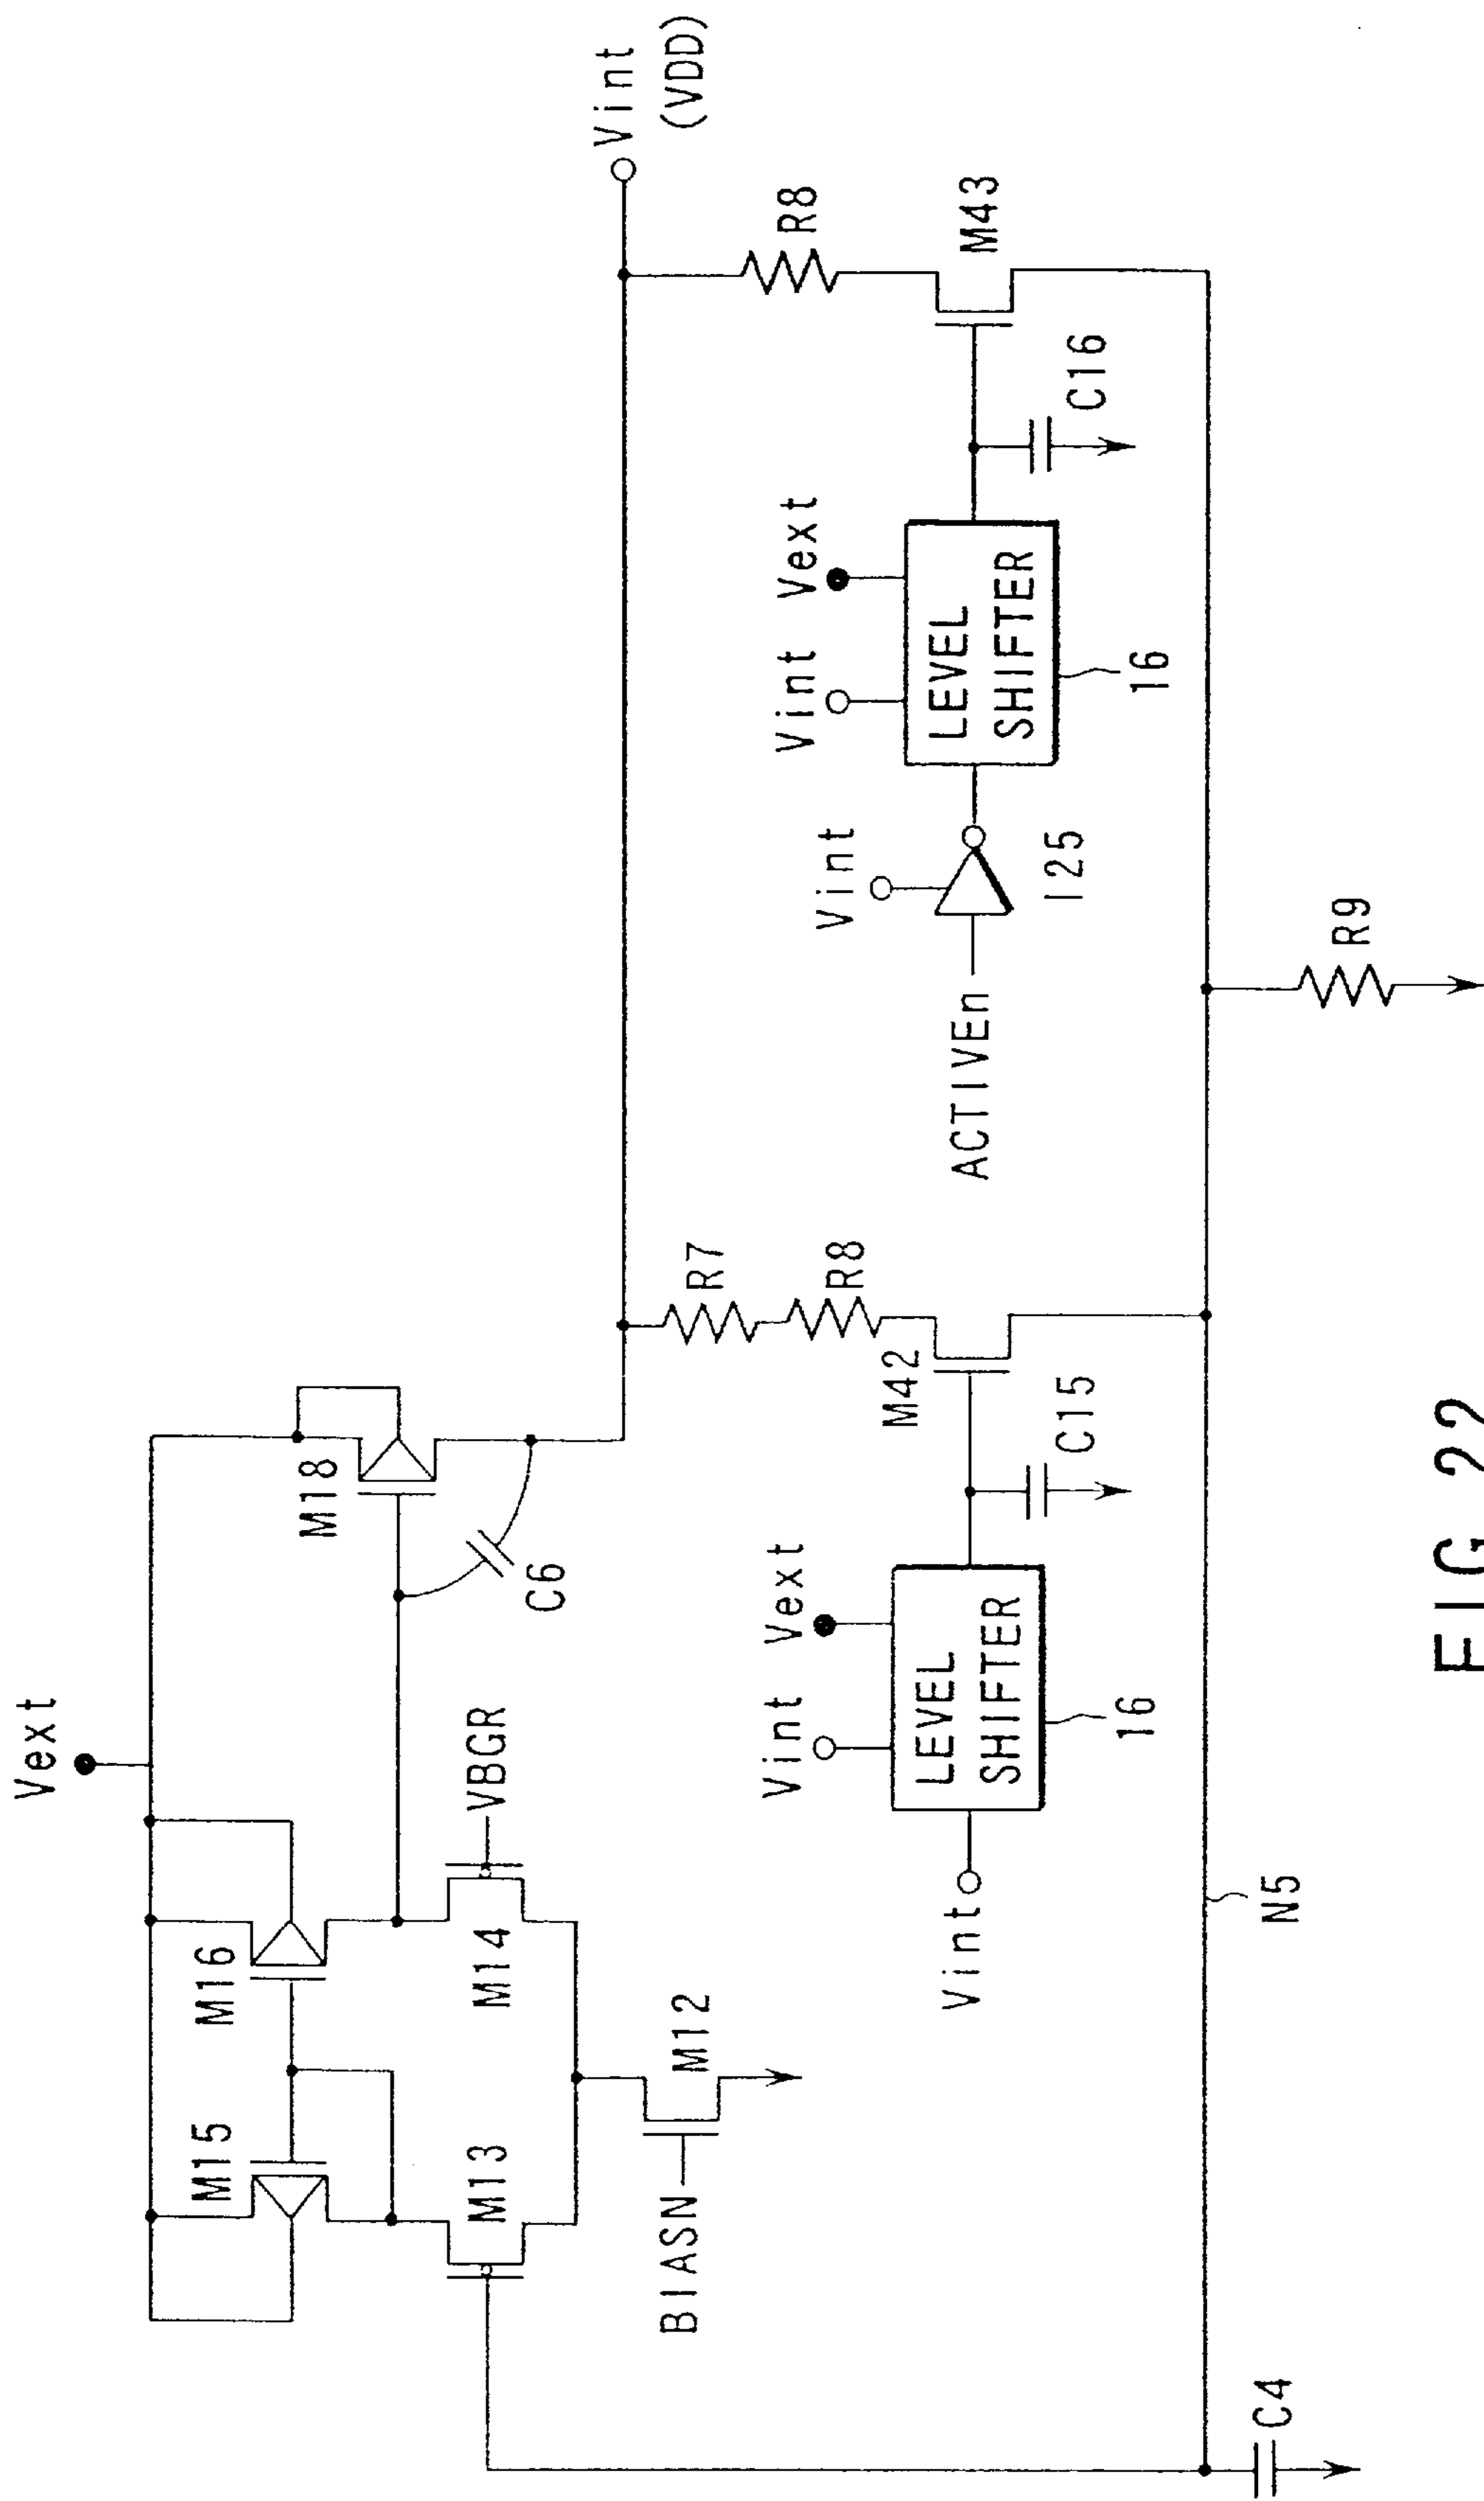 Vext
M15
M16
M18
C6
M13
M14
VBGR
BIASN
M12
Vint
(VDD)
R7
R8
R8
M42
M43
Vint
Vext
Vint
LEVEL
SHIFTER
16
C15
ACTIVEn
Vint
I25
Vint
Vext
LEVEL
SHIFTER
16
C16
N5
R9
C4
FIG 22